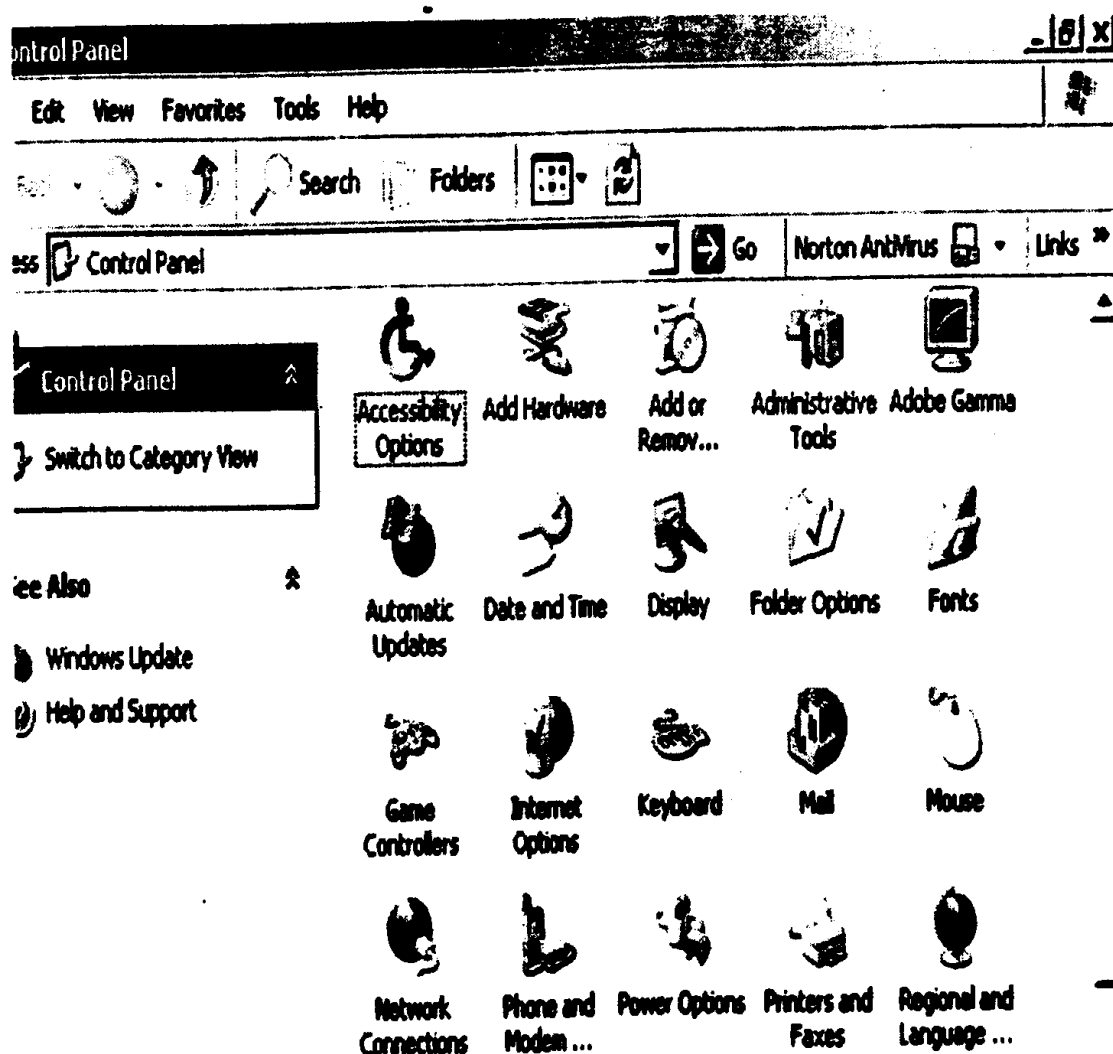 ontrol Panel
Edit View Favorites Tools Help
Search Folders
ess Control Panel Go Norton AntiVirus Links »
Control Panel
Switch to Category View
ee Also
Windows Update
Help and Support
Accessibility Options
Add Hardware
Add or Remov...
Administrative Tools
Adobe Gamma
Automatic Updates
Date and Time
Display
Folder Options
Fonts
Game Controllers
Internet Options
Keyboard
Mail
Mouse
Network Connections
Phone and Modem ...
Power Options
Printers and Faxes
Regional and Language ...